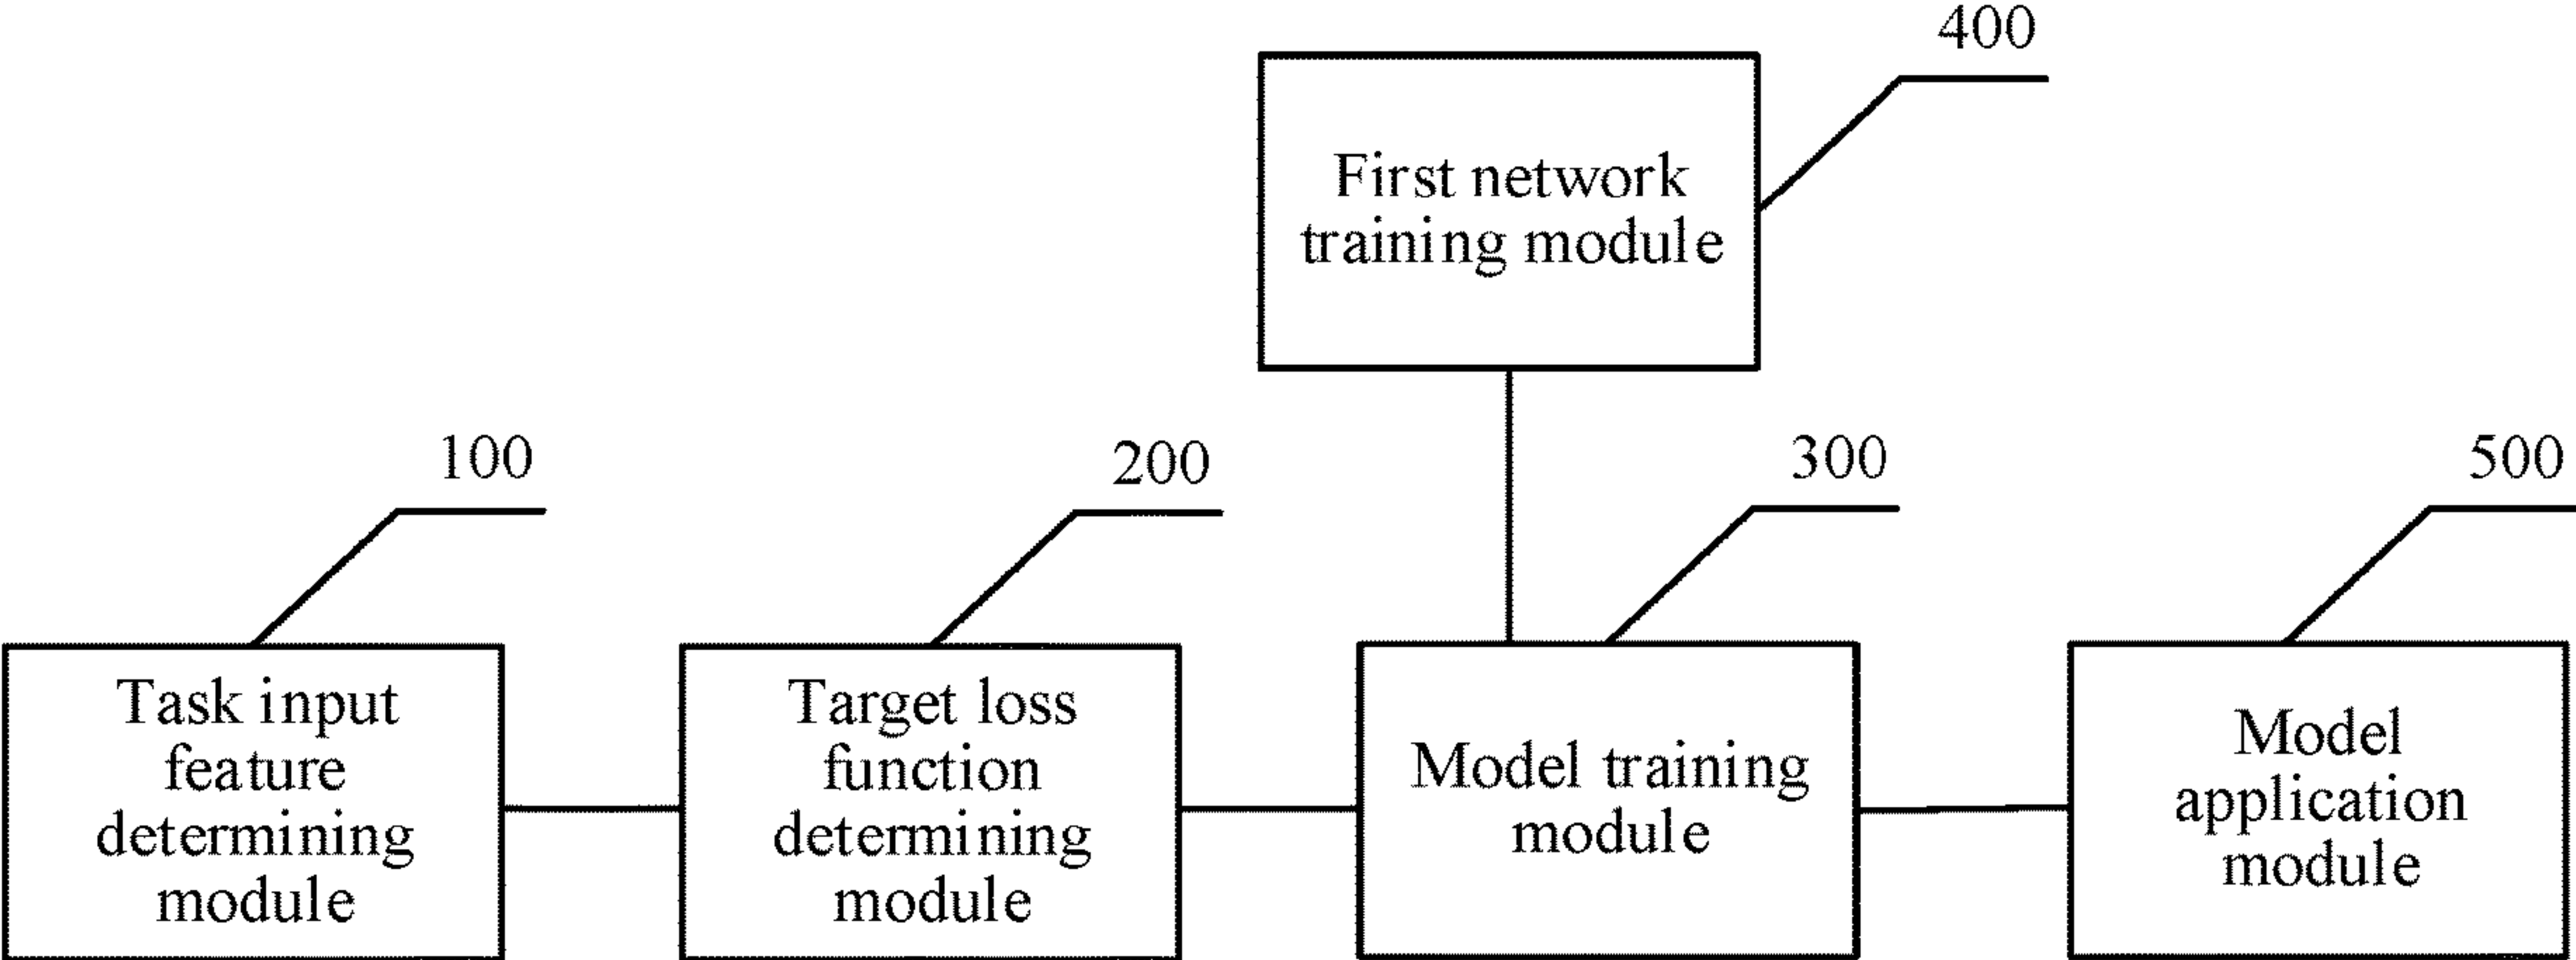 400
First network
training module
100
200
300
500
Task input
feature
determining
module
Target loss
function
determining
module
Model training
module
Model
application
module